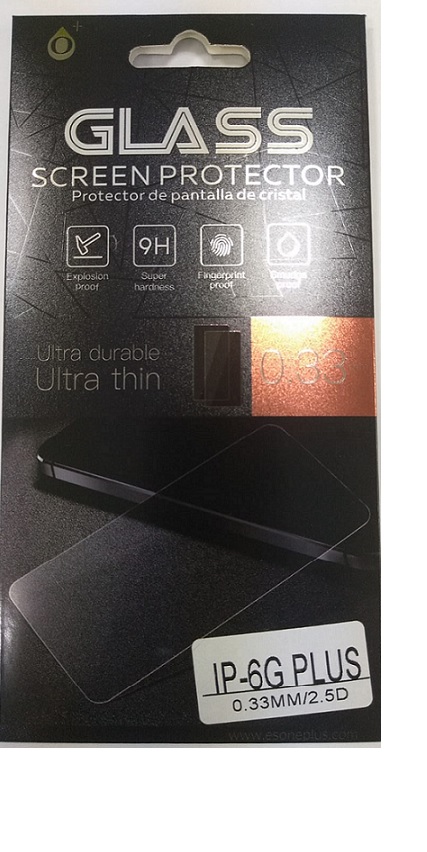 GLASS
SCREEN PROTECTOR
Protector de pantalla de cristal
Explosion proof
9H
Super hardness
Fingerprint proof
Ultra durable
Ultra thin
0.33
IP-6G PLUS
0.33MM/2.5D
www.esoneplus.com